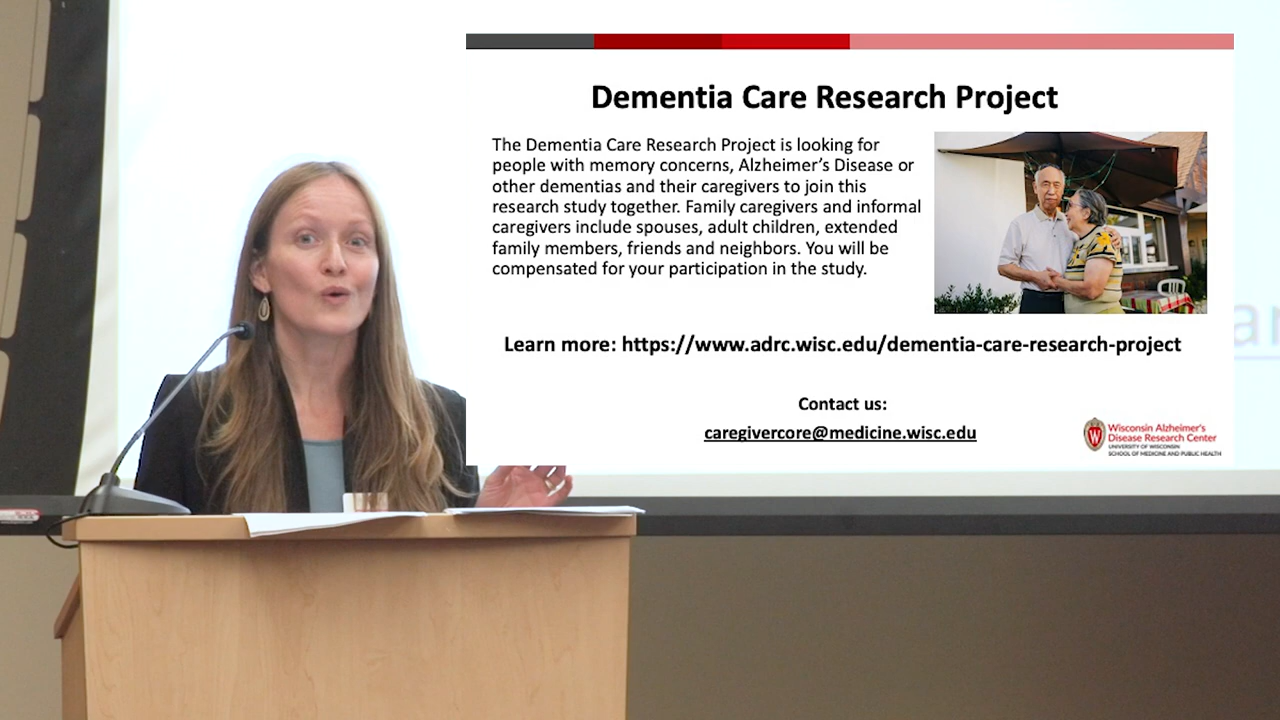 Dementia Care Research Project
The Dementia Care Research Project is looking for
people with memory concerns, Alzheimer's Disease or
other dementias and their caregivers to join this
research study together. Family caregivers and informal
caregivers include spouses, adult children, extended
family members, friends and neighbors. You will be
compensated for your participation in the study.
Learn more: https://www.adrc.wisc.edu/dementia-care-research-project
Contact us:
caregivercore@medicine.wisc.edu
Wisconsin Alzheimer's
Disease Research Center
UNIVERSITY OF WISCONSIN
SCHOOL OF MEDICINE AND PUBLIC HEALTH